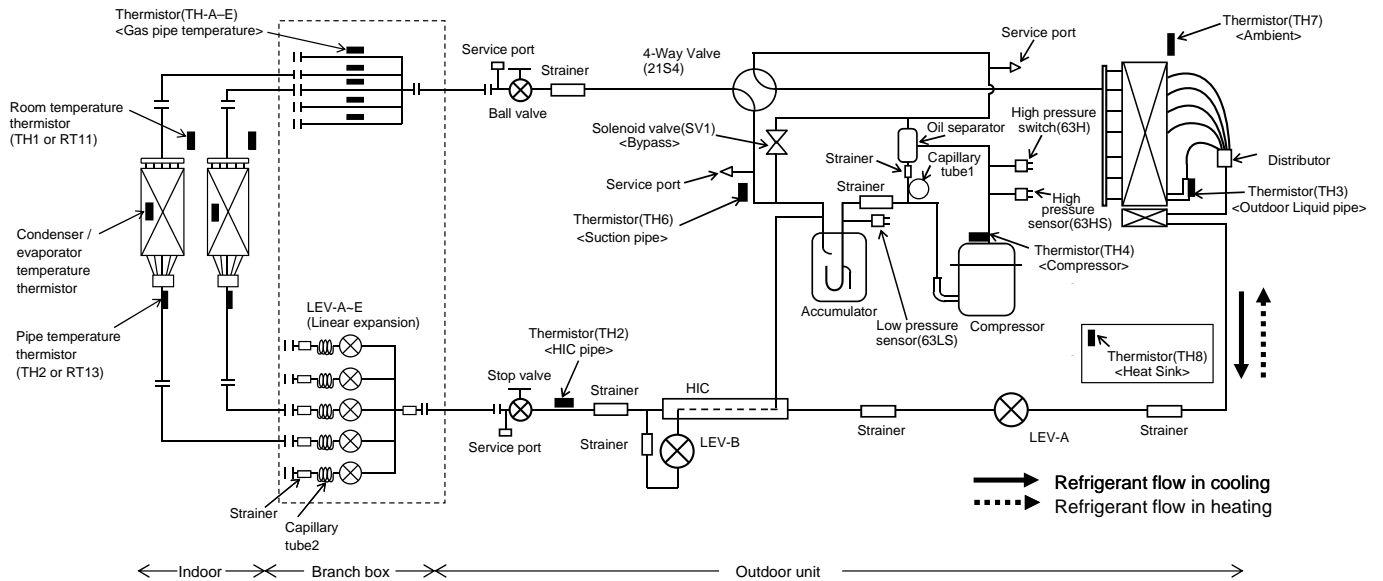 Thermistor(TH-A–E)
<Gas pipe temperature>
Service port
Strainer
Ball valve
4-Way Valve
(21S4)
Service port
Thermistor(TH7)
<Ambient>
Room temperature
thermistor
(TH1 or RT11)
Solenoid valve(SV1)
<Bypass>
Oil separator
High pressure
switch(63H)
Strainer
Capillary
tube1
Distributor
Service port
Strainer
High
pressure
sensor(63HS)
Thermistor(TH3)
<Outdoor Liquid pipe>
Thermistor(TH6)
<Suction pipe>
Condenser /
evaporator
temperature
thermistor
Thermistor(TH4)
<Compressor>
LEV-A~E
(Linear expansion)
Accumulator
Compressor
Low pressure
sensor(63LS)
Pipe temperature
thermistor
(TH2 or RT13)
Thermistor(TH2)
<HIC pipe>
Thermistor(TH8)
<Heat Sink>
Stop valve
Strainer
HIC
Service port
Strainer
LEV-B
Strainer
LEV-A
Strainer
Strainer
Capillary
tube2
Refrigerant flow in cooling
Refrigerant flow in heating
Indoor
Branch box
Outdoor unit